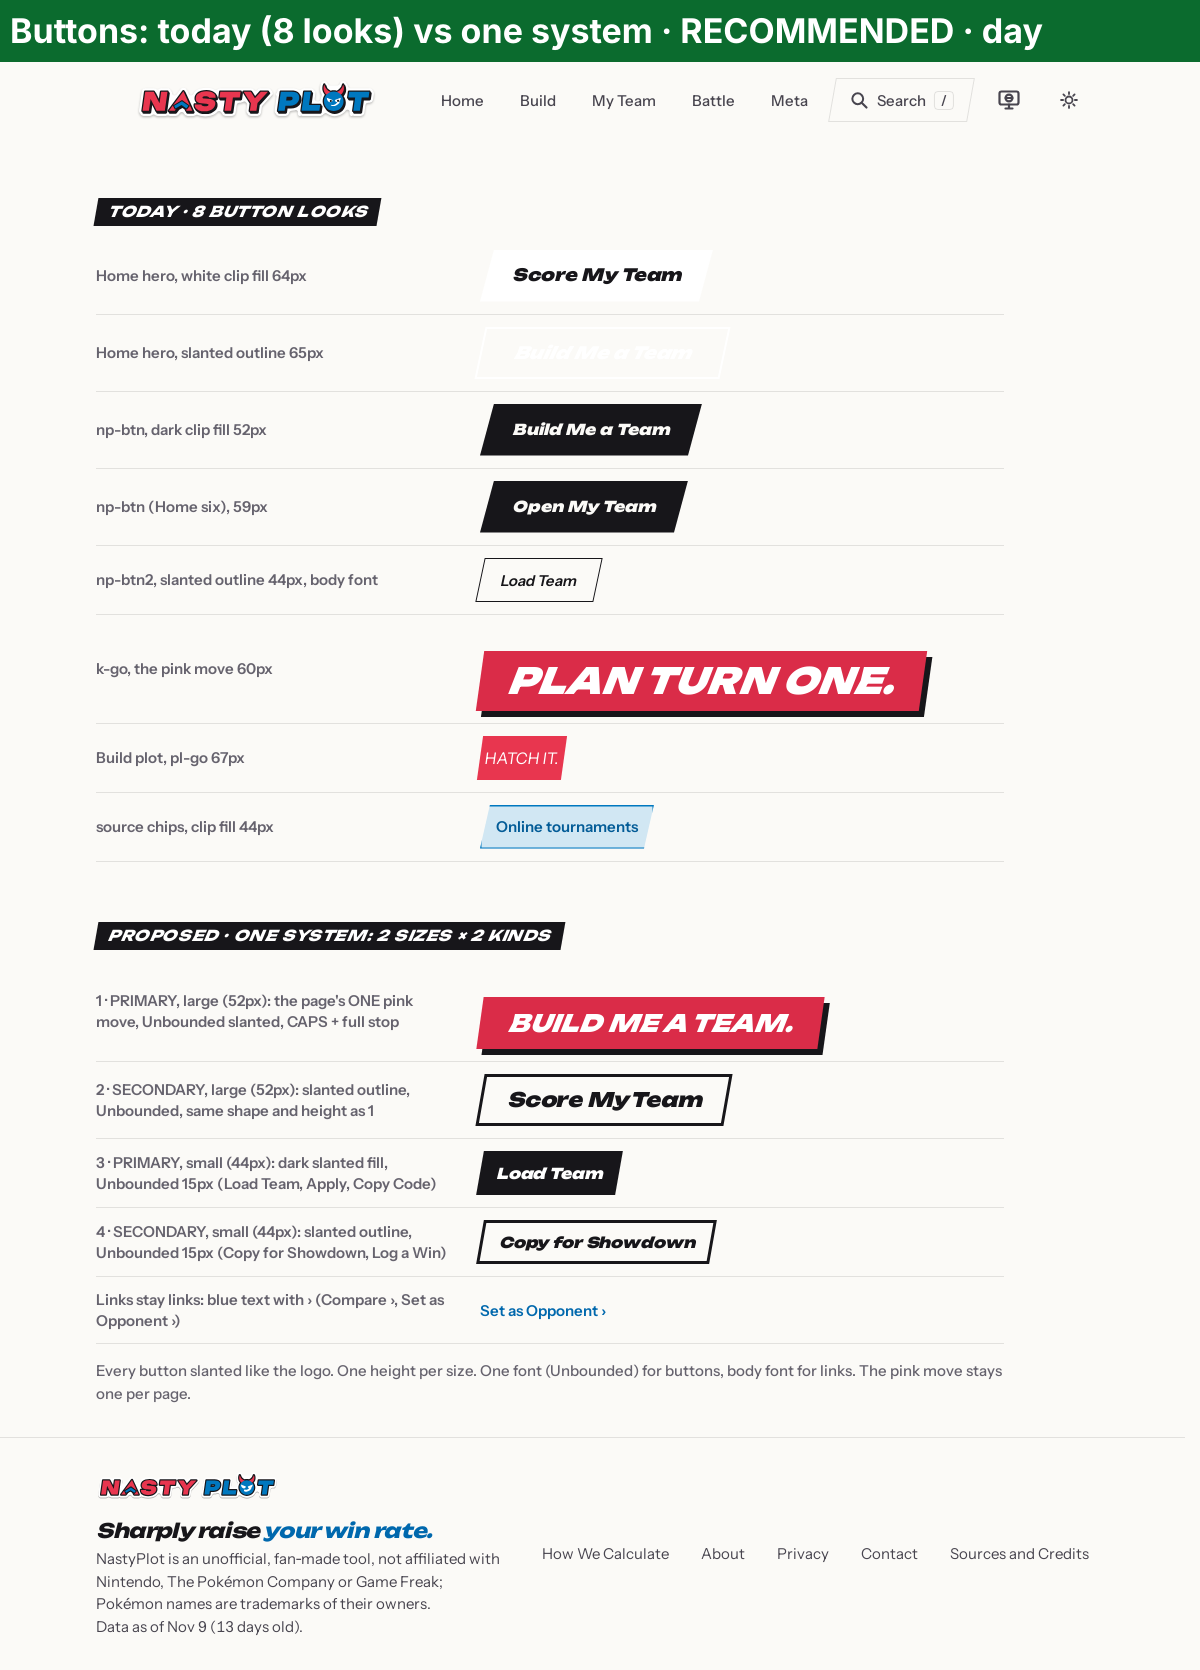 Buttons: today (8 looks) vs one system · RECOMMENDED · day
NASTY PLOT
Home
Build
My Team
Battle
Meta
Search /
TODAY · 8 BUTTON LOOKS
Home hero, white clip fill 64px
Score My Team
Home hero, slanted outline 65px
Build Me a Team
np-btn, dark clip fill 52px
Build Me a Team
np-btn (Home six), 59px
Open My Team
np-btn2, slanted outline 44px, body font
Load Team
k-go, the pink move 60px
PLAN TURN ONE.
Build plot, pl-go 67px
HATCH IT.
source chips, clip fill 44px
Online tournaments
PROPOSED · ONE SYSTEM: 2 SIZES × 2 KINDS
1 · PRIMARY, large (52px): the page's ONE pink
move, Unbounded slanted, CAPS + full stop
BUILD ME A TEAM.
2 · SECONDARY, large (52px): slanted outline,
Unbounded, same shape and height as 1
Score My Team
3 · PRIMARY, small (44px): dark slanted fill,
Unbounded 15px (Load Team, Apply, Copy Code)
Load Team
4 · SECONDARY, small (44px): slanted outline,
Unbounded 15px (Copy for Showdown, Log a Win)
Copy for Showdown
Links stay links: blue text with › (Compare ›, Set as
Opponent ›)
Set as Opponent ›
Every button slanted like the logo. One height per size. One font (Unbounded) for buttons, body font for links. The pink move stays
one per page.
NASTY PLOT
Sharply raise your win rate.
NastyPlot is an unofficial, fan-made tool, not affiliated with
Nintendo, The Pokémon Company or Game Freak;
Pokémon names are trademarks of their owners.
Data as of Nov 9 (13 days old).
How We Calculate
About
Privacy
Contact
Sources and Credits